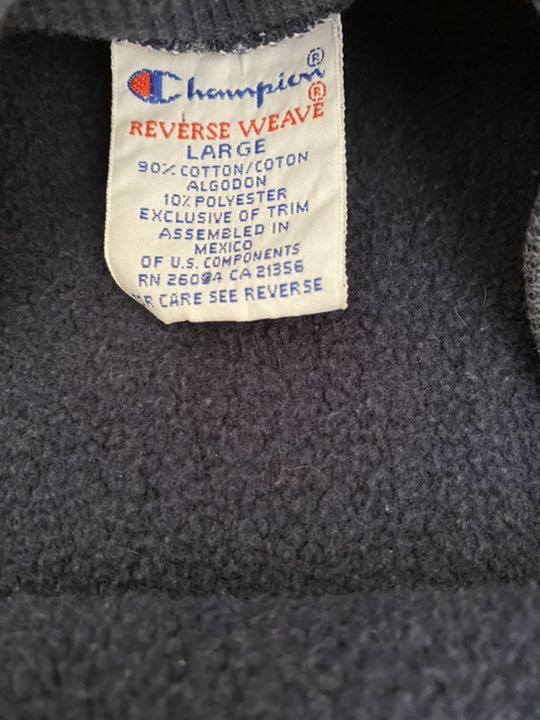 Champion®
REVERSE WEAVE®
LARGE
90% COTTON/COTON
ALGODON
10% POLYESTER
EXCLUSIVE OF TRIM
ASSEMBLED IN
MEXICO
OF U.S. COMPONENTS
RN 26094 CA 21356
OR CARE SEE REVERSE